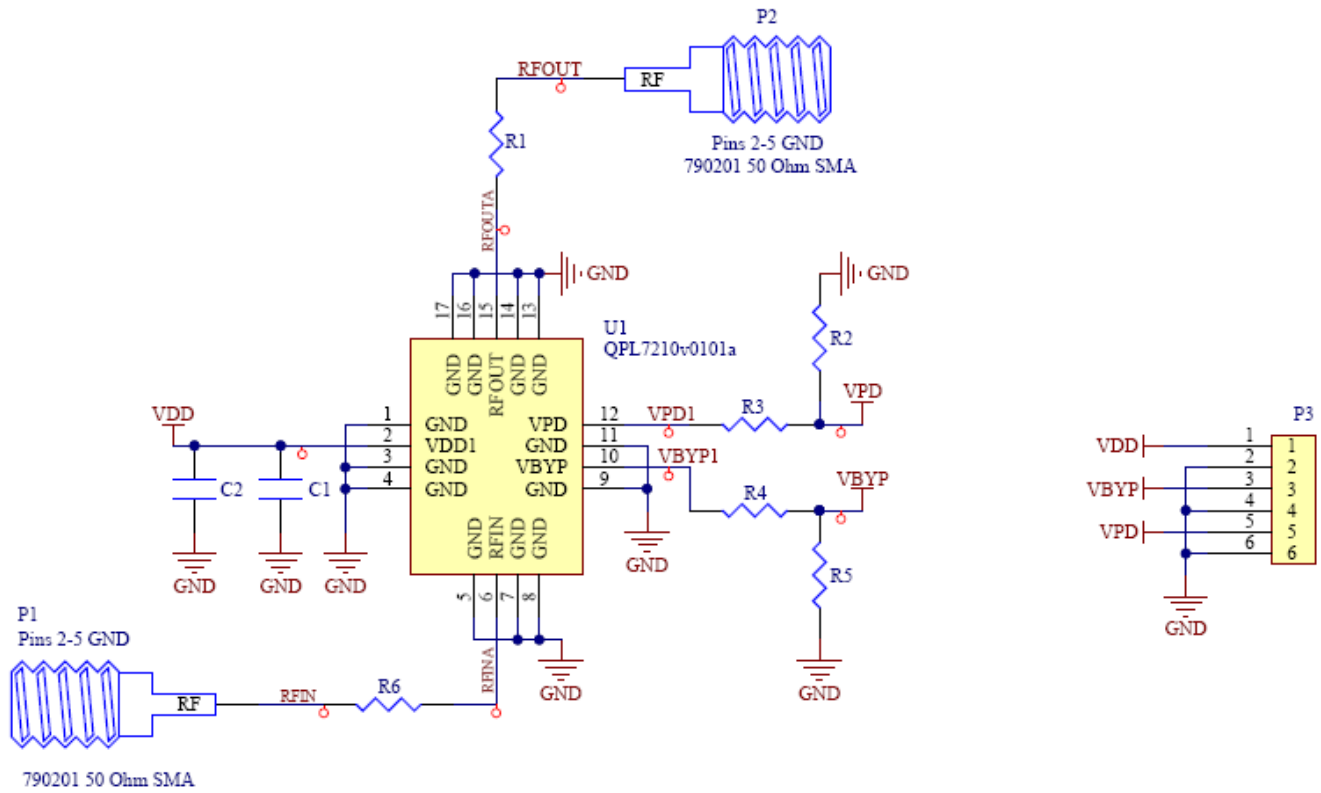 P2
RFOUT
RF
R1
Pins 2-5 GND
790201 50 Ohm SMA
RFOUTA
GND
GND
17
16
15
14
13
U1
QPL7210v0101a
R2
GND
GND
RFOUT
GND
GND
VDD
1
GND
2
VDD1
3
GND
4
GND
VPD
12
VPD1
R3
VPD
GND
11
VBYP
10
VBYP1
GND
9
R4
VBYP
C2
C1
GND
GND
GND
GND
R5
GND
GND
RFIN
GND
GND
5
6
7
8
RFINA
GND
GND
P3
VDD
1
1
2
2
VBYP
3
3
4
4
VPD
5
5
6
6
GND
P1
Pins 2-5 GND
RF
RFIN
R6
790201 50 Ohm SMA